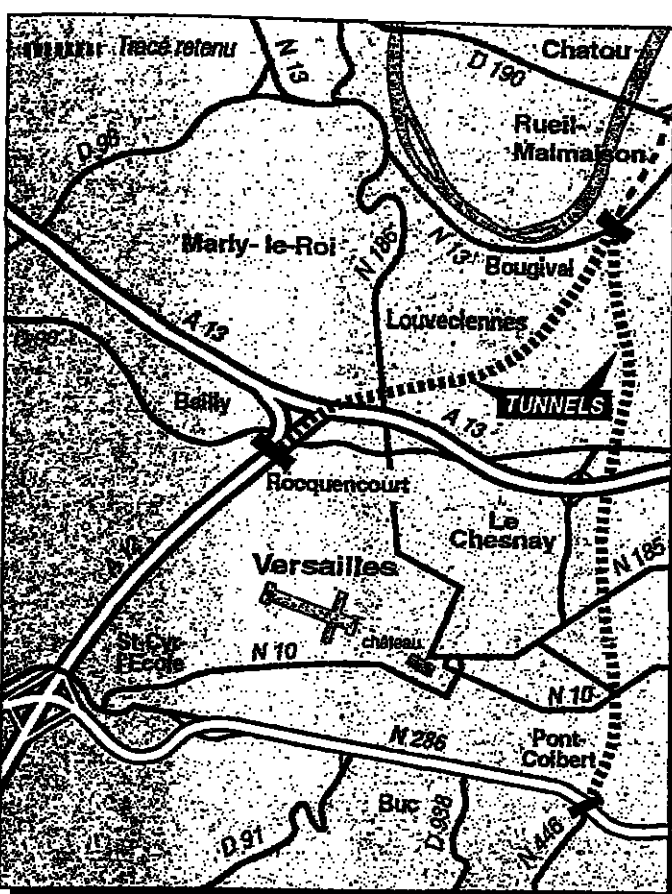 Tracé retenu
N 13
Chatou
D 190
Rueil-
Malmaison
Marly-le-Roi
N 186
N 13
Bougival
A 13
Louveciennes
TUNNELS
Bailly
A 13
Rocquencourt
Le
Chesnay
N 185
Versailles
château
St Cyr
l'Ecole
N 10
N 10
N 286
Pont-
Colbert
Buc
D 938
N 446
D 91